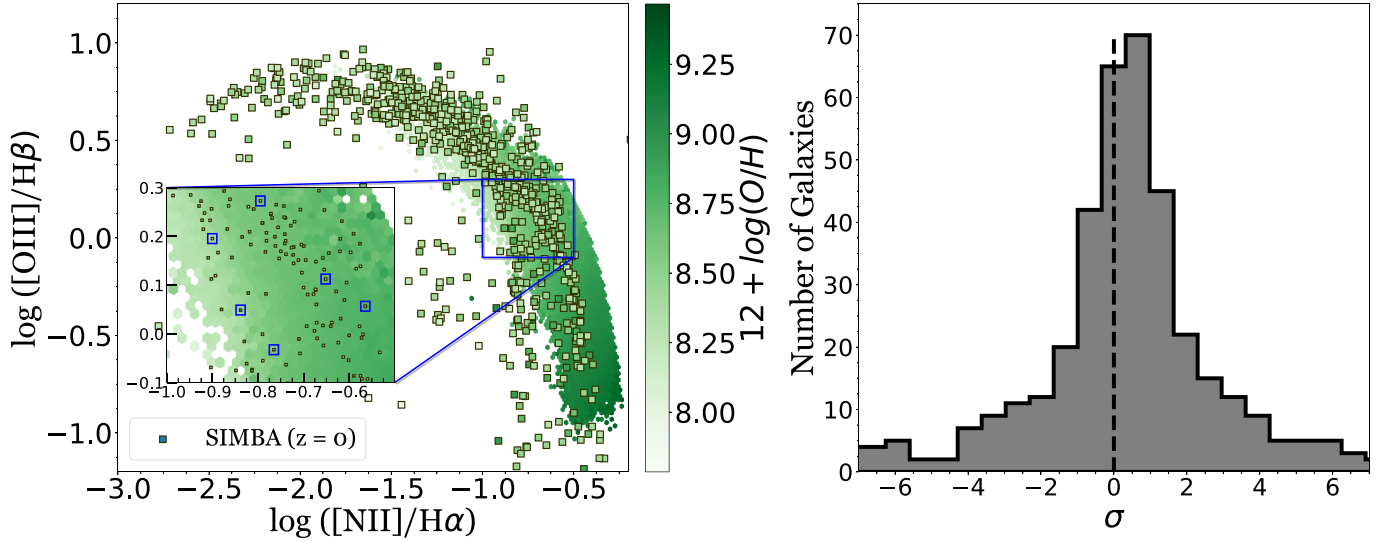 1.0
0.5
0.0
−0.5
−1.0
log ([OIII]/Hβ)
0.3
0.2
0.1
0.0
−0.1
−1.0 −0.9 −0.8 −0.7 −0.6
SIMBA (z = 0)
−3.0 −2.5 −2.0 −1.5 −1.0 −0.5
log ([NII]/Hα)
9.25
9.00
8.75
8.50
8.25
8.00
12 + log(O/H)
70
60
50
40
30
20
10
0
Number of Galaxies
−6 −4 −2 0 2 4 6
σ